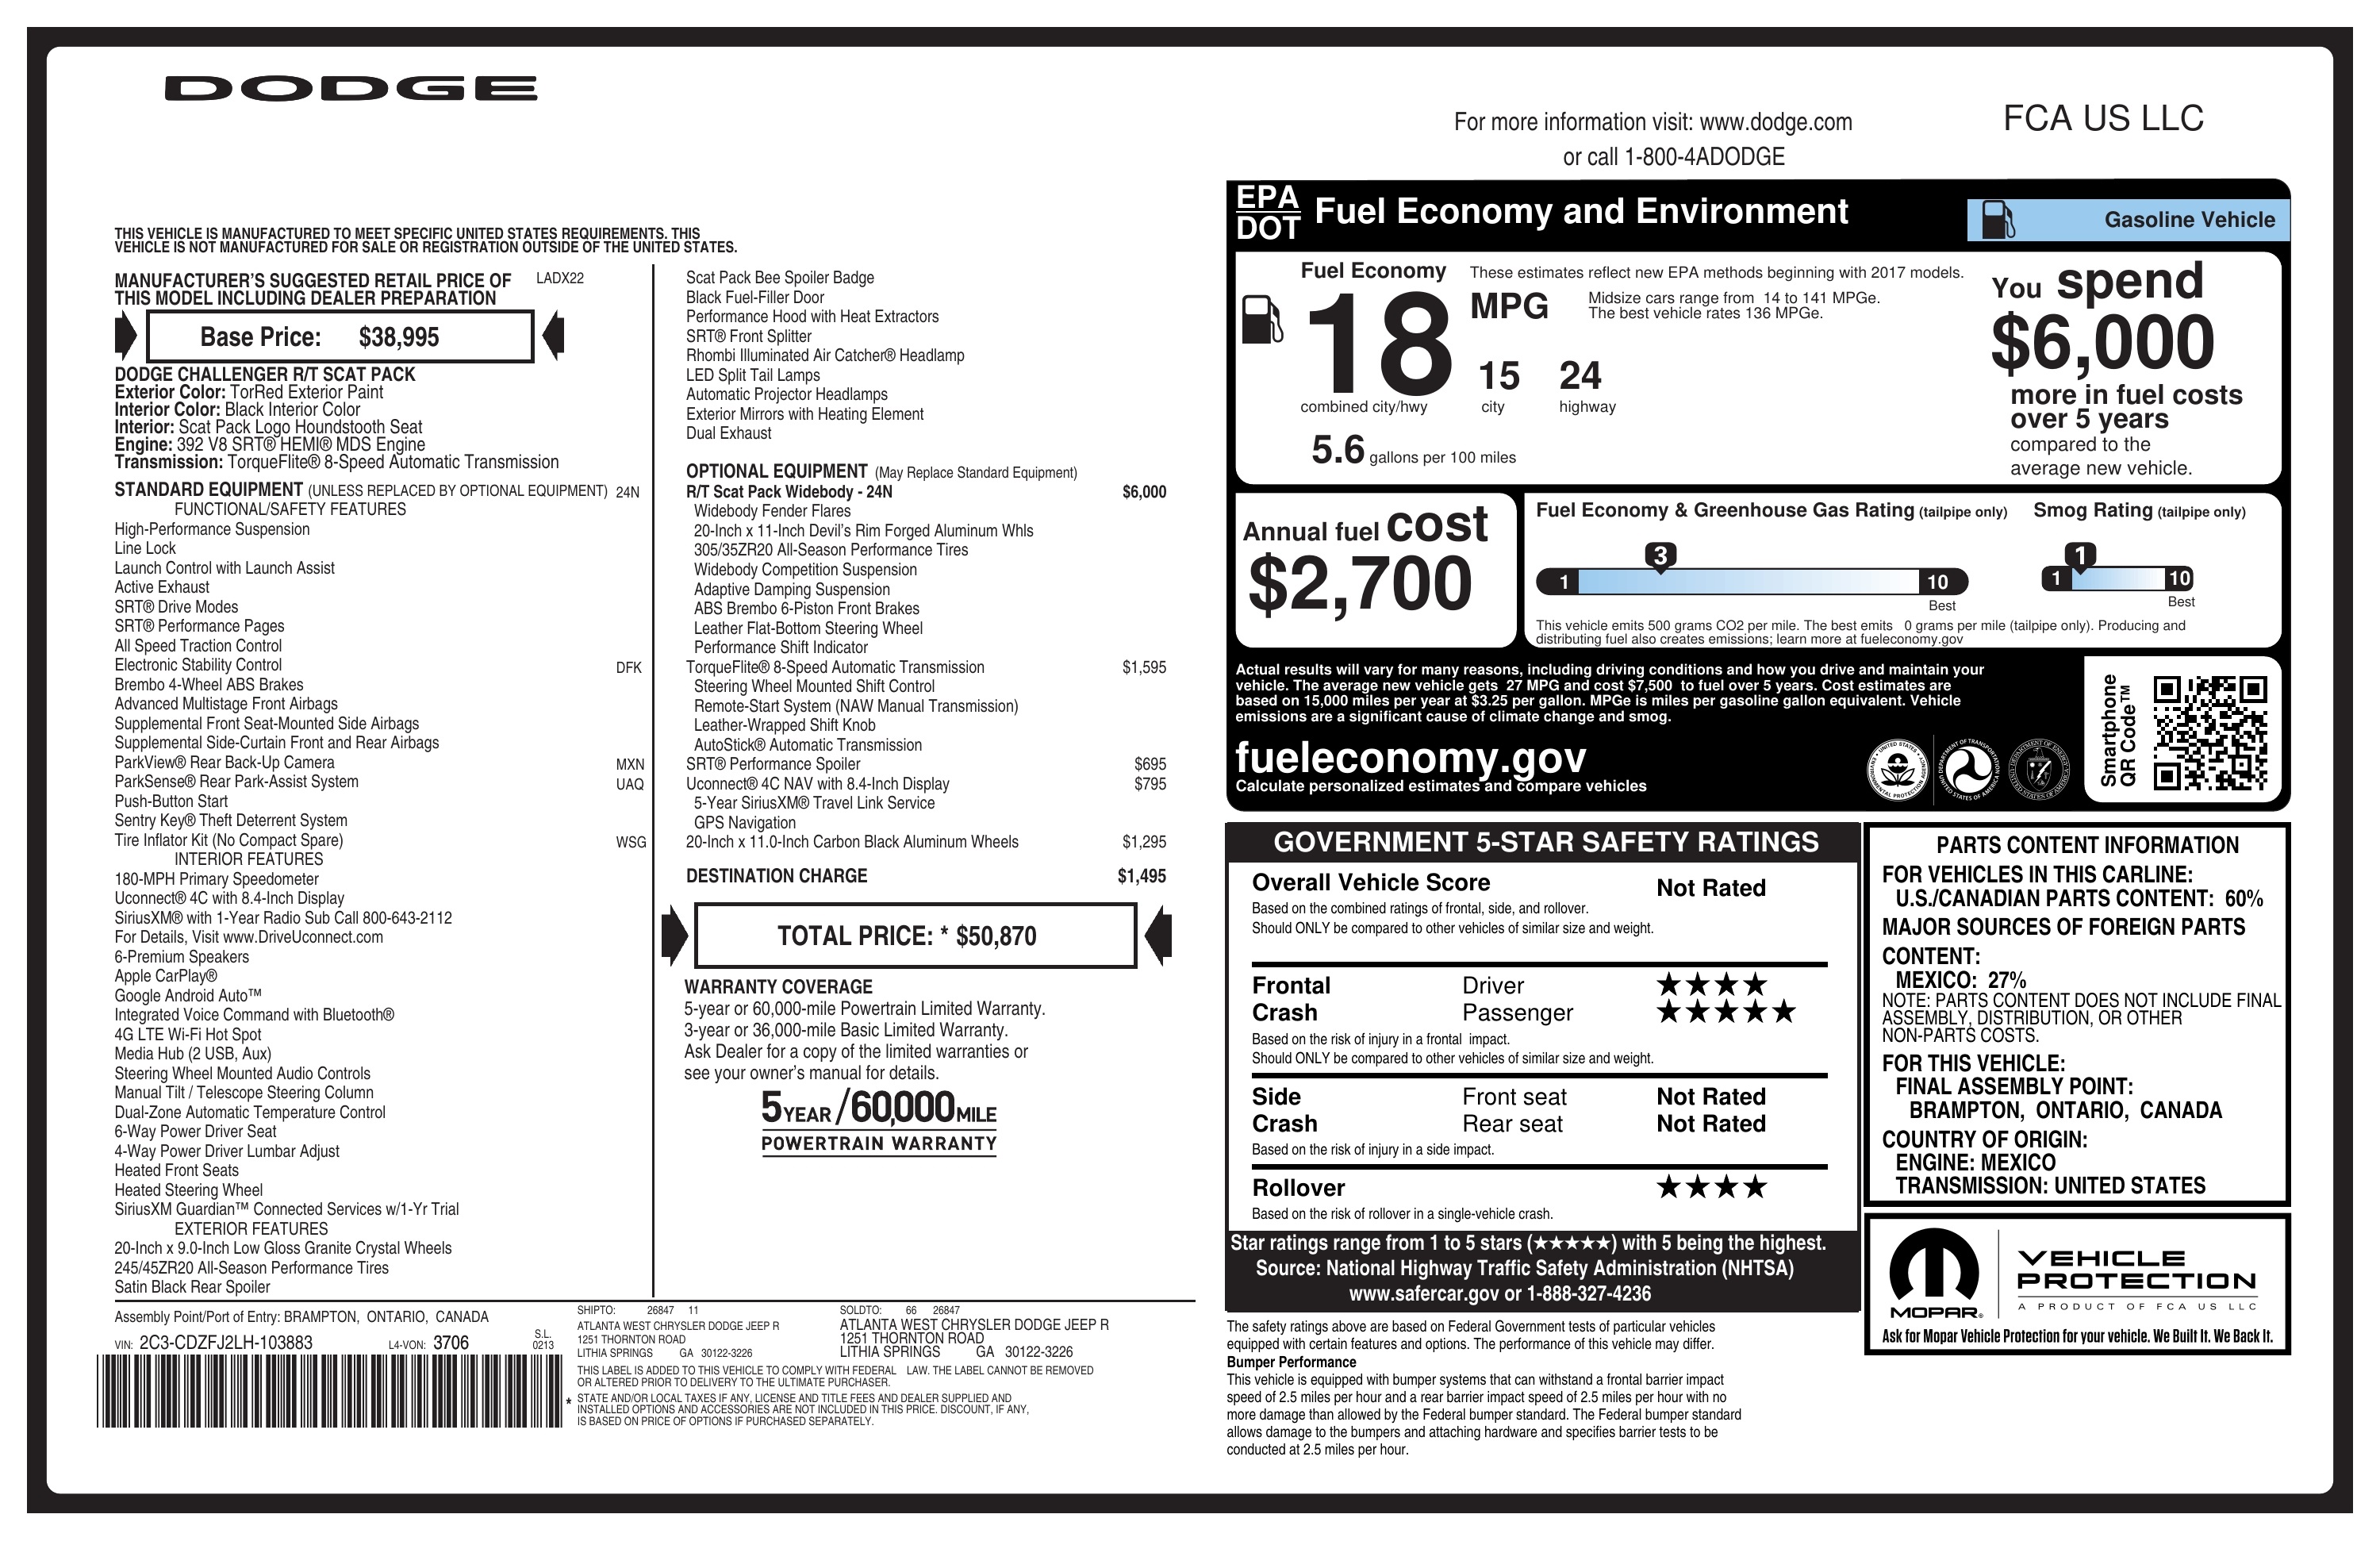 DODGE
For more information visit: www.dodge.com
or call 1-800-4ADODGE
FCA US LLC
THIS VEHICLE IS MANUFACTURED TO MEET SPECIFIC UNITED STATES REQUIREMENTS. THIS
VEHICLE IS NOT MANUFACTURED FOR SALE OR REGISTRATION OUTSIDE OF THE UNITED STATES.
MANUFACTURER'S SUGGESTED RETAIL PRICE OF LADX22
THIS MODEL INCLUDING DEALER PREPARATION
Base Price: $38,995
DODGE CHALLENGER R/T SCAT PACK
Exterior Color: TorRed Exterior Paint
Interior Color: Black Interior Color
Interior: Scat Pack Logo Houndstooth Seat
Engine: 392 V8 SRT® HEMI® MDS Engine
Transmission: TorqueFlite® 8-Speed Automatic Transmission
STANDARD EQUIPMENT (UNLESS REPLACED BY OPTIONAL EQUIPMENT)
FUNCTIONAL/SAFETY FEATURES
High-Performance Suspension
Line Lock
Launch Control with Launch Assist
Active Exhaust
SRT® Drive Modes
SRT® Performance Pages
All Speed Traction Control
Electronic Stability Control
Brembo 4-Wheel ABS Brakes
Advanced Multistage Front Airbags
Supplemental Front Seat-Mounted Side Airbags
Supplemental Side-Curtain Front and Rear Airbags
ParkView® Rear Back-Up Camera
ParkSense® Rear Park-Assist System
Push-Button Start
Sentry Key® Theft Deterrent System
Tire Inflator Kit (No Compact Spare)
INTERIOR FEATURES
180-MPH Primary Speedometer
Uconnect® 4C with 8.4-Inch Display
SiriusXM® with 1-Year Radio Sub Call 800-643-2112
For Details, Visit www.DriveUconnect.com
6-Premium Speakers
Apple CarPlay®
Google Android Auto™
Integrated Voice Command with Bluetooth®
4G LTE Wi-Fi Hot Spot
Media Hub (2 USB, Aux)
Steering Wheel Mounted Audio Controls
Manual Tilt / Telescope Steering Column
Dual-Zone Automatic Temperature Control
6-Way Power Driver Seat
4-Way Power Driver Lumbar Adjust
Heated Front Seats
Heated Steering Wheel
SiriusXM Guardian™ Connected Services w/1-Yr Trial
EXTERIOR FEATURES
20-Inch x 9.0-Inch Low Gloss Granite Crystal Wheels
245/45ZR20 All-Season Performance Tires
Satin Black Rear Spoiler
Scat Pack Bee Spoiler Badge
Black Fuel-Filler Door
Performance Hood with Heat Extractors
SRT® Front Splitter
Rhombi Illuminated Air Catcher® Headlamp
LED Split Tail Lamps
Automatic Projector Headlamps
Exterior Mirrors with Heating Element
Dual Exhaust
OPTIONAL EQUIPMENT (May Replace Standard Equipment)
24N R/T Scat Pack Widebody - 24N $6,000
Widebody Fender Flares
20-Inch x 11-Inch Devil's Rim Forged Aluminum Whls
305/35ZR20 All-Season Performance Tires
Widebody Competition Suspension
Adaptive Damping Suspension
ABS Brembo 6-Piston Front Brakes
Leather Flat-Bottom Steering Wheel
Performance Shift Indicator
DFK TorqueFlite® 8-Speed Automatic Transmission $1,595
Steering Wheel Mounted Shift Control
Remote-Start System (NAW Manual Transmission)
Leather-Wrapped Shift Knob
AutoStick® Automatic Transmission
MXN SRT® Performance Spoiler $695
UAQ Uconnect® 4C NAV with 8.4-Inch Display $795
5-Year SiriusXM® Travel Link Service
GPS Navigation
WSG 20-Inch x 11.0-Inch Carbon Black Aluminum Wheels $1,295
DESTINATION CHARGE $1,495
TOTAL PRICE: * $50,870
WARRANTY COVERAGE
5-year or 60,000-mile Powertrain Limited Warranty.
3-year or 36,000-mile Basic Limited Warranty.
Ask Dealer for a copy of the limited warranties or
see your owner's manual for details.
5 YEAR / 60,000 MILE
POWERTRAIN WARRANTY
Assembly Point/Port of Entry: BRAMPTON, ONTARIO, CANADA
VIN: 2C3-CDZFJ2LH-103883 L4-VON: 3706 S.L. 0213
SHIPTO: 26847 11
ATLANTA WEST CHRYSLER DODGE JEEP R
1251 THORNTON ROAD
LITHIA SPRINGS GA 30122-3226
SOLDTO: 66 26847
ATLANTA WEST CHRYSLER DODGE JEEP R
1251 THORNTON ROAD
LITHIA SPRINGS GA 30122-3226
THIS LABEL IS ADDED TO THIS VEHICLE TO COMPLY WITH FEDERAL LAW. THE LABEL CANNOT BE REMOVED
OR ALTERED PRIOR TO DELIVERY TO THE ULTIMATE PURCHASER.
* STATE AND/OR LOCAL TAXES IF ANY, LICENSE AND TITLE FEES AND DEALER SUPPLIED AND
INSTALLED OPTIONS AND ACCESSORIES ARE NOT INCLUDED IN THIS PRICE. DISCOUNT, IF ANY,
IS BASED ON PRICE OF OPTIONS IF PURCHASED SEPARATELY.
EPA
DOT
Fuel Economy and Environment
Gasoline Vehicle
Fuel Economy
These estimates reflect new EPA methods beginning with 2017 models.
18 MPG
Midsize cars range from 14 to 141 MPGe.
The best vehicle rates 136 MPGe.
15 24
combined city/hwy city highway
5.6 gallons per 100 miles
You spend
$6,000
more in fuel costs
over 5 years
compared to the
average new vehicle.
Annual fuel cost
$2,700
Fuel Economy & Greenhouse Gas Rating (tailpipe only)
3
1 10
Best
Smog Rating (tailpipe only)
1
1 10
Best
This vehicle emits 500 grams CO2 per mile. The best emits 0 grams per mile (tailpipe only). Producing and
distributing fuel also creates emissions; learn more at fueleconomy.gov
Actual results will vary for many reasons, including driving conditions and how you drive and maintain your
vehicle. The average new vehicle gets 27 MPG and cost $7,500 to fuel over 5 years. Cost estimates are
based on 15,000 miles per year at $3.25 per gallon. MPGe is miles per gasoline gallon equivalent. Vehicle
emissions are a significant cause of climate change and smog.
fueleconomy.gov
Calculate personalized estimates and compare vehicles
Smartphone
QR Code™
GOVERNMENT 5-STAR SAFETY RATINGS
Overall Vehicle Score Not Rated
Based on the combined ratings of frontal, side, and rollover.
Should ONLY be compared to other vehicles of similar size and weight.
Frontal Driver ★★★★
Crash Passenger ★★★★★
Based on the risk of injury in a frontal impact.
Should ONLY be compared to other vehicles of similar size and weight.
Side Front seat Not Rated
Crash Rear seat Not Rated
Based on the risk of injury in a side impact.
Rollover ★★★★
Based on the risk of rollover in a single-vehicle crash.
Star ratings range from 1 to 5 stars (★★★★★) with 5 being the highest.
Source: National Highway Traffic Safety Administration (NHTSA)
www.safercar.gov or 1-888-327-4236
The safety ratings above are based on Federal Government tests of particular vehicles
equipped with certain features and options. The performance of this vehicle may differ.
Bumper Performance
This vehicle is equipped with bumper systems that can withstand a frontal barrier impact
speed of 2.5 miles per hour and a rear barrier impact speed of 2.5 miles per hour with no
more damage than allowed by the Federal bumper standard. The Federal bumper standard
allows damage to the bumpers and attaching hardware and specifies barrier tests to be
conducted at 2.5 miles per hour.
PARTS CONTENT INFORMATION
FOR VEHICLES IN THIS CARLINE:
U.S./CANADIAN PARTS CONTENT: 60%
MAJOR SOURCES OF FOREIGN PARTS
CONTENT:
MEXICO: 27%
NOTE: PARTS CONTENT DOES NOT INCLUDE FINAL
ASSEMBLY, DISTRIBUTION, OR OTHER
NON-PARTS COSTS.
FOR THIS VEHICLE:
FINAL ASSEMBLY POINT:
BRAMPTON, ONTARIO, CANADA
COUNTRY OF ORIGIN:
ENGINE: MEXICO
TRANSMISSION: UNITED STATES
MOPAR®
VEHICLE
PROTECTION
A PRODUCT OF FCA US LLC
Ask for Mopar Vehicle Protection for your vehicle. We Built It. We Back It.